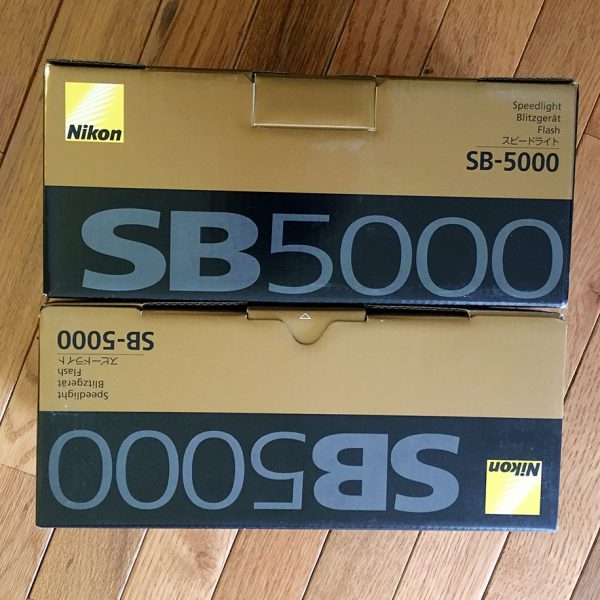 Nikon
Speedlight
Blitzgerät
Flash
スピードライト
SB-5000
SB5000
SB-5000
スピードライト
Flash
Blitzgerät
Speedlight
SB5000
Nikon